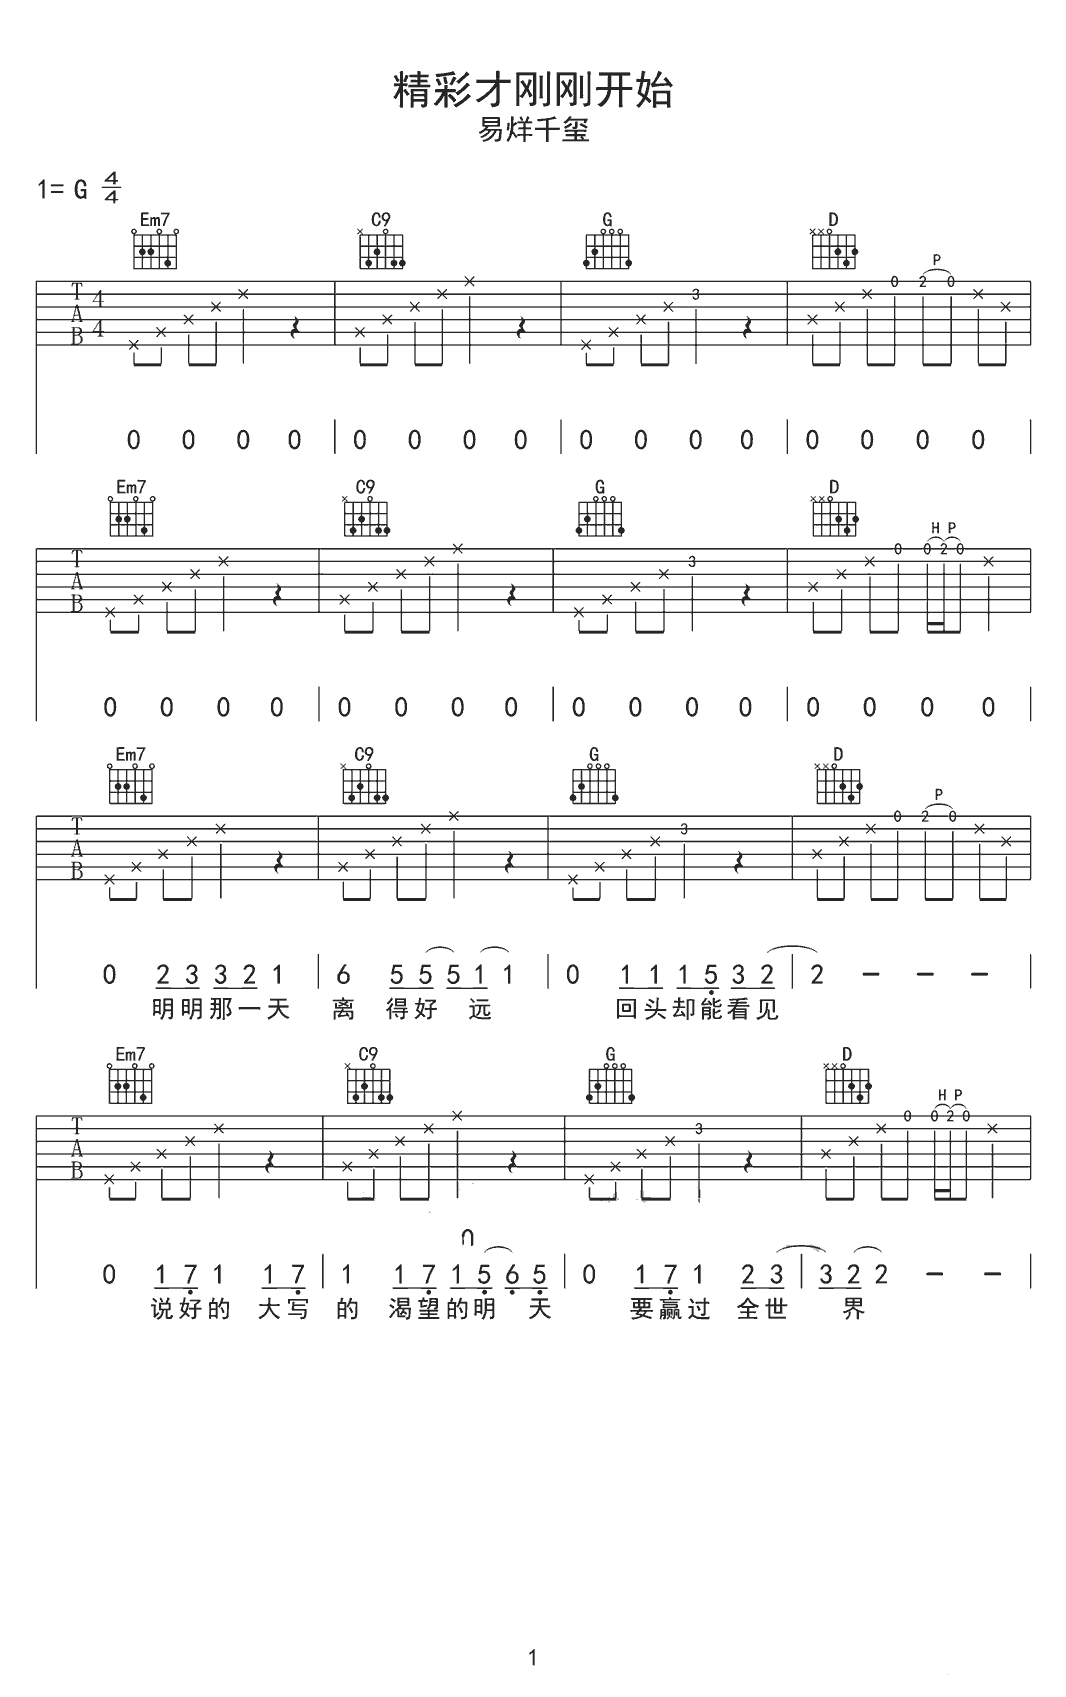 精彩才刚刚开始
易烊千玺
1= G 4/4
Em7 C9 G D
P
T A B 4/4 3 0 2 0
0 0 0 0 | 0 0 0 0 | 0 0 0 0 | 0 0 0 0
Em7 C9 G D
H P
T A B 3 0 0 2 0
0 0 0 0 | 0 0 0 0 | 0 0 0 0 | 0 0 0 0
Em7 C9 G D
P
T A B 3 0 2 0
0 2 3 3 2 1 | 6 5 5 5 1 1 | 0 1 1 1 5 3 2 | 2 — — —
明明那一天 离 得好 远 回头却能看见
Em7 C9 G D
H P
T A B 3 0 0 2 0
0 1 7 1 1 7 | 1 1 7 1 5 6 5 | 0 1 7 1 2 3 | 3 2 2 — —
说好的 大写 的 渴望的明 天 要赢过 全世 界
1